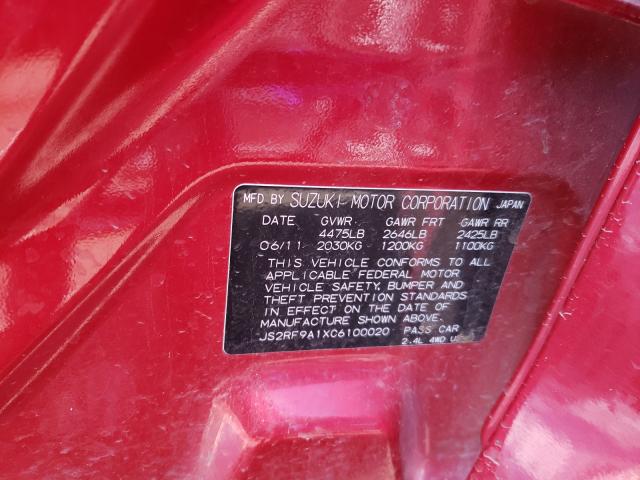 MFD BY SUZUKI MOTOR CORPORATION JAPAN
DATE GVWR GAWR FRT GAWR RR
4475LB 2646LB 2425LB
06/11 2030KG 1200KG 1100KG
THIS VEHICLE CONFORMS TO ALL
APPLICABLE FEDERAL MOTOR
VEHICLE SAFETY, BUMPER AND
THEFT PREVENTION STANDARDS
IN EFFECT ON THE DATE OF
MANUFACTURE SHOWN ABOVE.
JS2RF9A1XC6100020 PASS CAR
2.4L 4WD